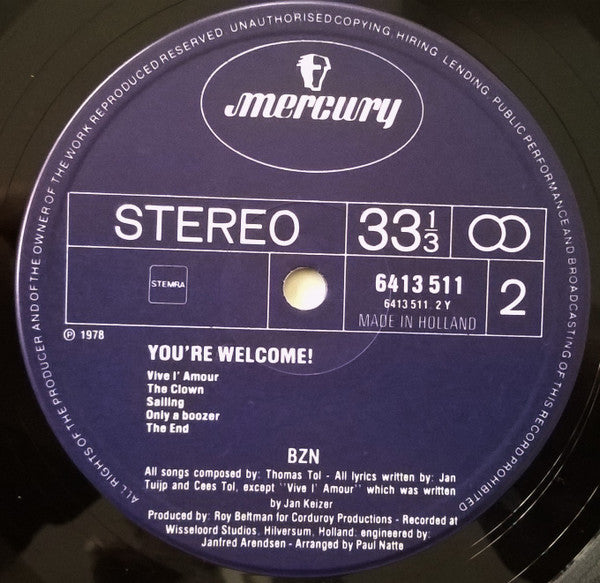 ALL RIGHTS OF THE PRODUCER AND OF THE OWNER OF THE WORK REPRODUCED RESERVED. UNAUTHORISED COPYING, HIRING, LENDING, PUBLIC PERFORMANCE AND BROADCASTING OF THIS RECORD PROHIBITED
mercury
STEREO
33 1/3
STEMRA
6413 511
6413 511. 2 Y
2
MADE IN HOLLAND
℗ 1978
YOU'RE WELCOME!
Vive l' Amour
The Clown
Sailing
Only a boozer
The End
BZN
All songs composed by: Thomas Tol - All lyrics written by: Jan
Tuijp and Cees Tol, except ''Vive l' Amour'' which was written
by Jan Keizer
Produced by: Roy Beltman for Corduroy Productions - Recorded at
Wisseloord Studios, Hilversum, Holland; engineered by:
Janfred Arendsen - Arranged by Paul Natte